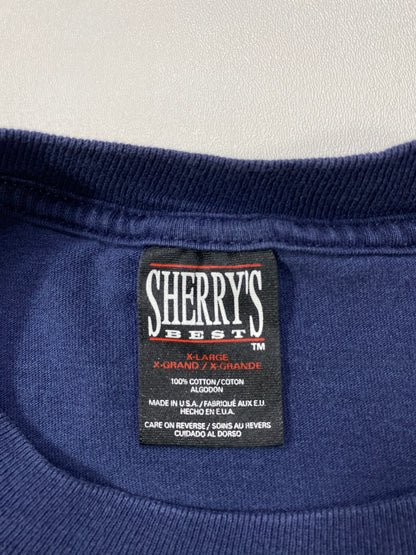 SHERRY'S
BEST
TM
X-LARGE
X-GRAND / X-GRANDE
100% COTTON/COTON
ALGODON
MADE IN U.S.A. / FABRIQUÉ AUX E.U.
HECHO EN E.U.A.
CARE ON REVERSE / SOINS AU REVERS
CUIDADO AL DORSO